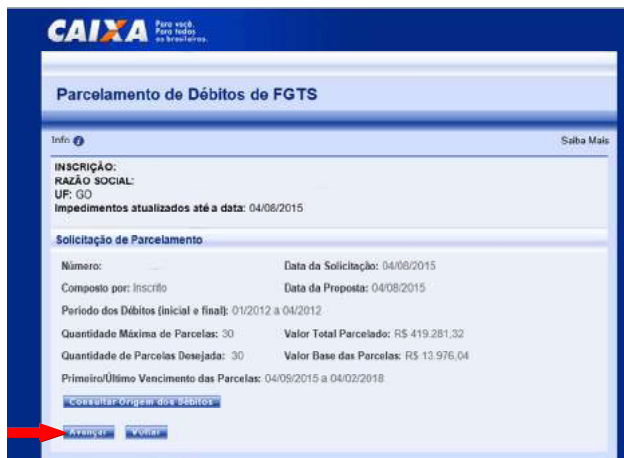 CAIXA Para você.
Para todos
os brasileiros.
Parcelamento de Débitos de FGTS
Info Saiba Mais
INSCRIÇÃO:
RAZÃO SOCIAL:
UF: GO
Impedimentos atualizados até a data: 04/08/2015
Solicitação de Parcelamento
Número: Data da Solicitação: 04/08/2015
Composto por: Inscrito Data da Proposta: 04/08/2015
Período dos Débitos (inicial e final): 01/2012 a 04/2012
Quantidade Máxima de Parcelas: 30 Valor Total Parcelado: R$ 419.281,32
Quantidade de Parcelas Desejada: 30 Valor Base das Parcelas: R$ 13.976,04
Primeiro/Último Vencimento das Parcelas: 04/09/2015 a 04/02/2018
Consultar Origem dos Débitos
Avançar Voltar